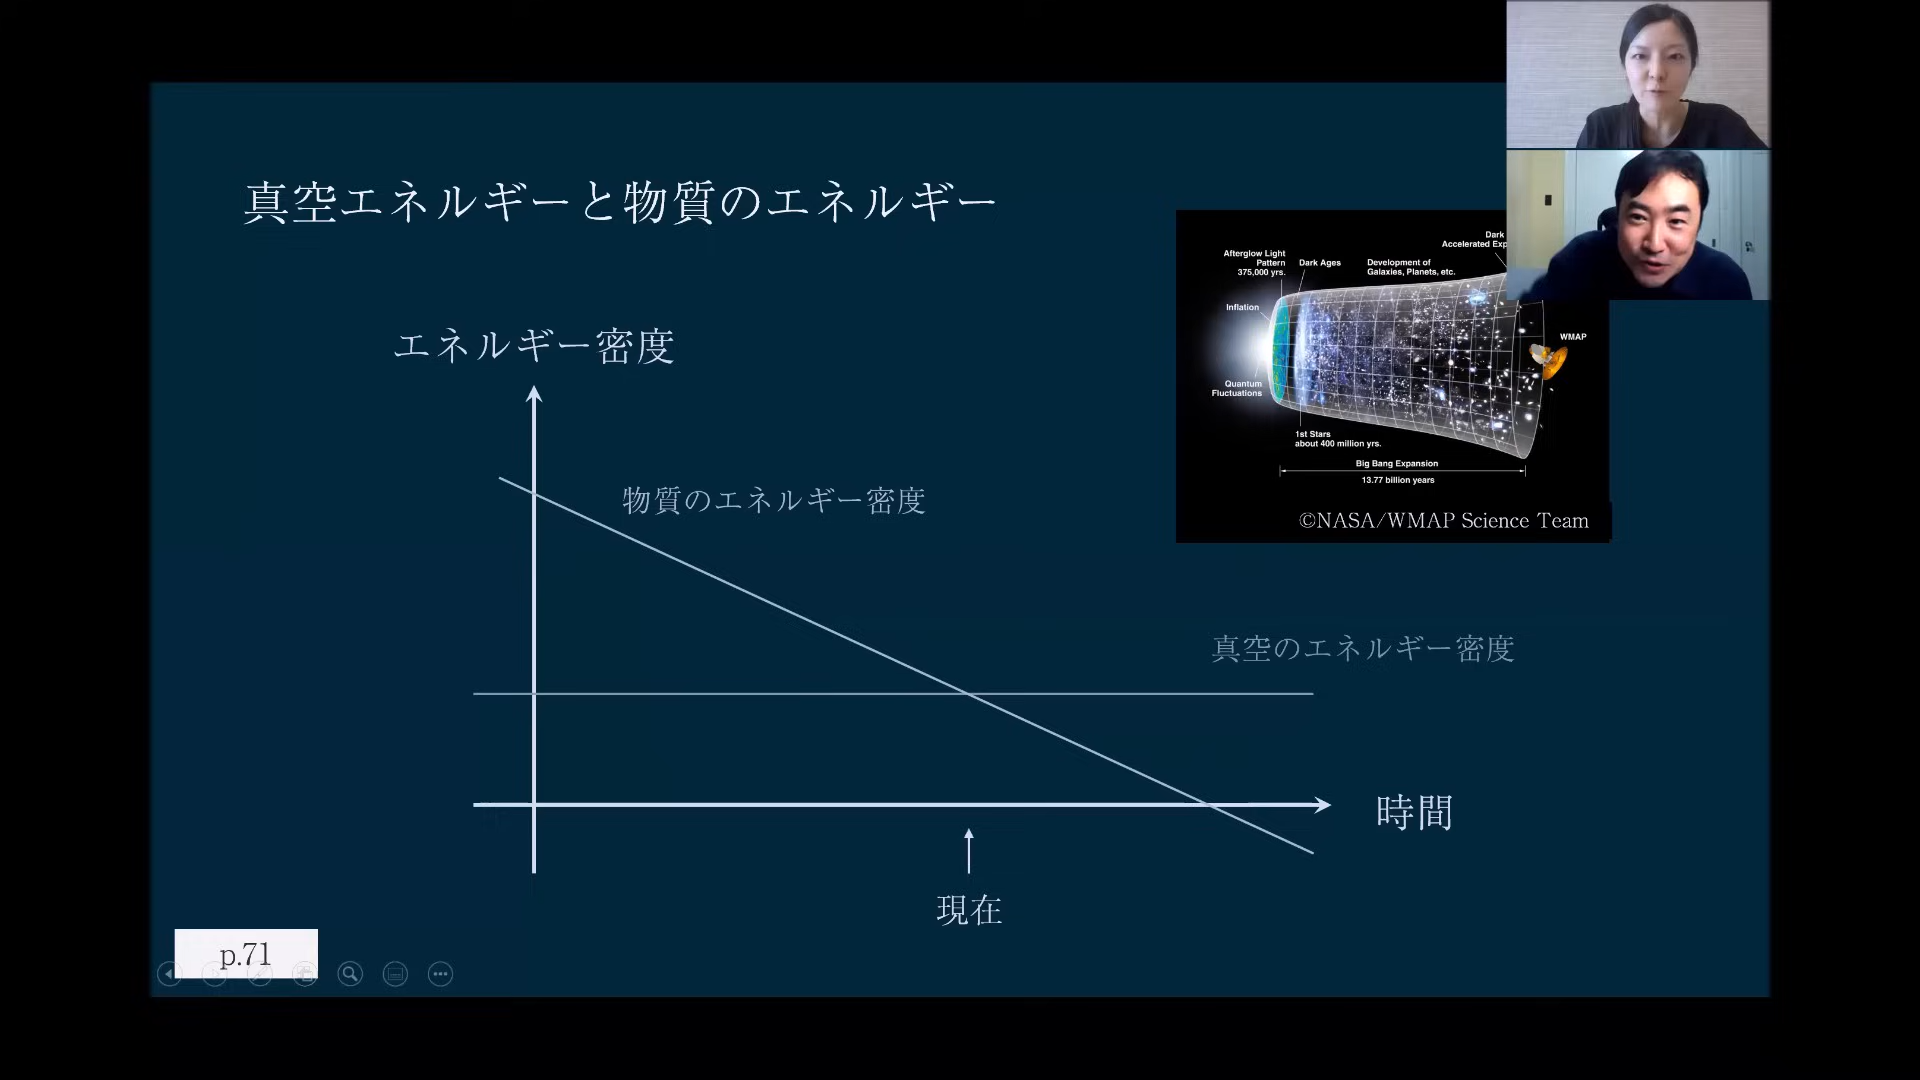 真空エネルギーと物質のエネルギー
エネルギー密度
物質のエネルギー密度
真空のエネルギー密度
時間
現在
p.71
Dark
Accelerated Exp
Afterglow Light
Pattern
375,000 yrs.
Dark Ages
Development of
Galaxies, Planets, etc.
Inflation
WMAP
Quantum
Fluctuations
1st Stars
about 400 million yrs.
Big Bang Expansion
13.77 billion years
©NASA/WMAP Science Team